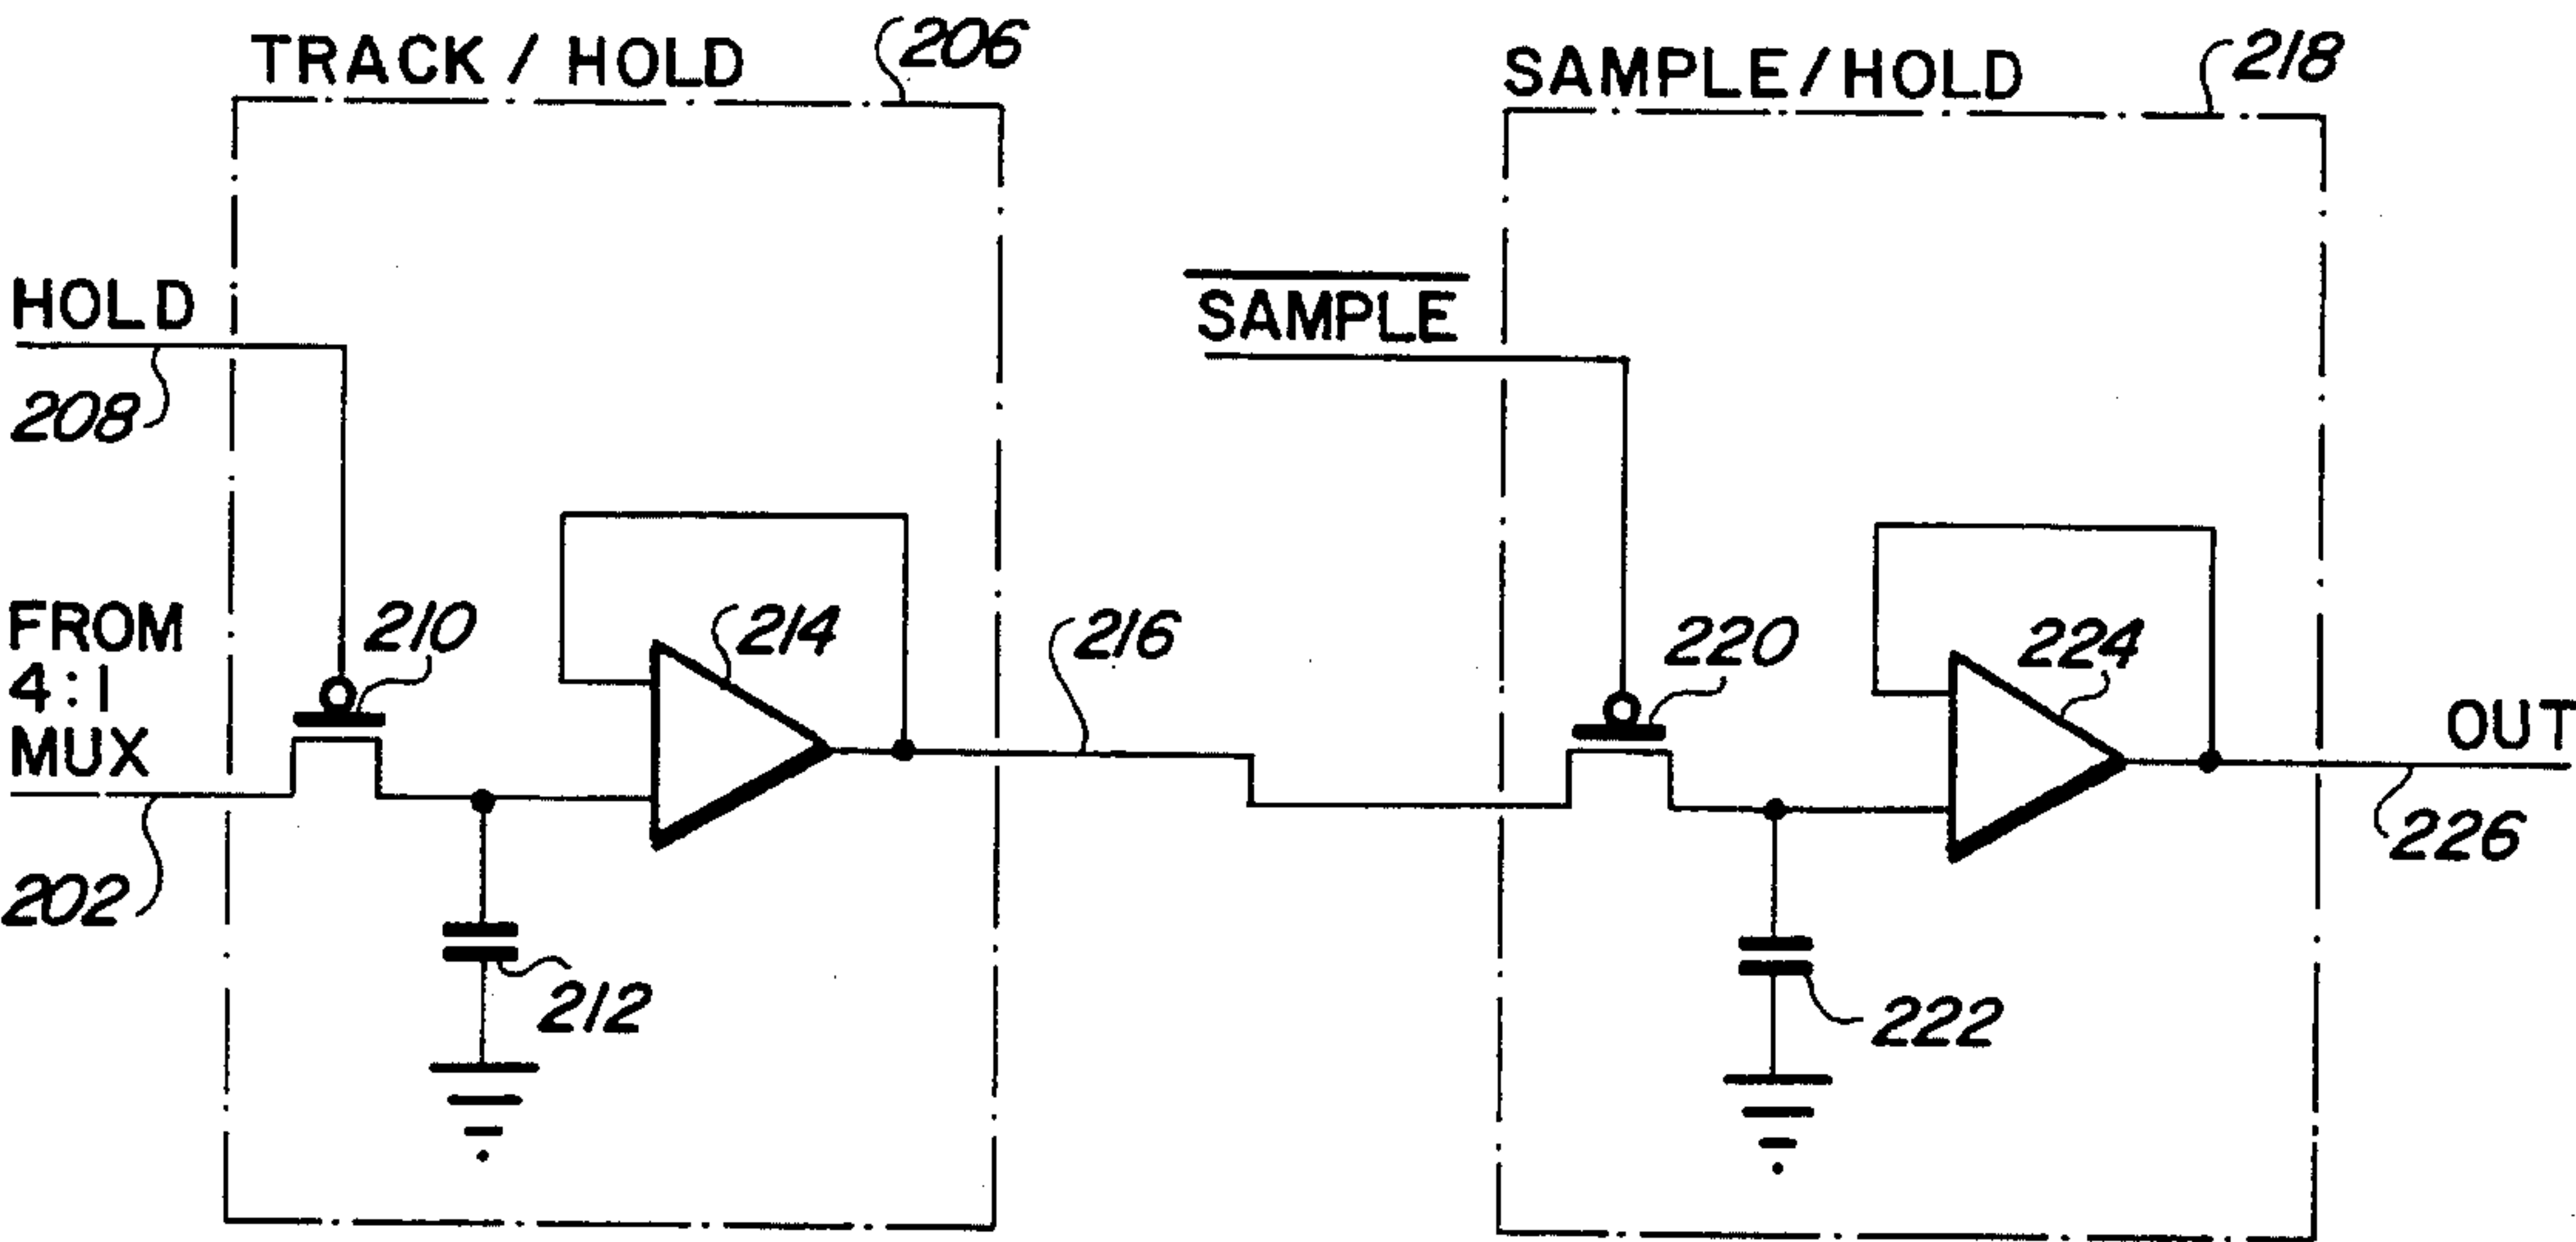 TRACK / HOLD
206
SAMPLE/HOLD
218
HOLD
208
SAMPLE
FROM
4:1
MUX
202
210
214
216
212
220
224
222
OUT
226